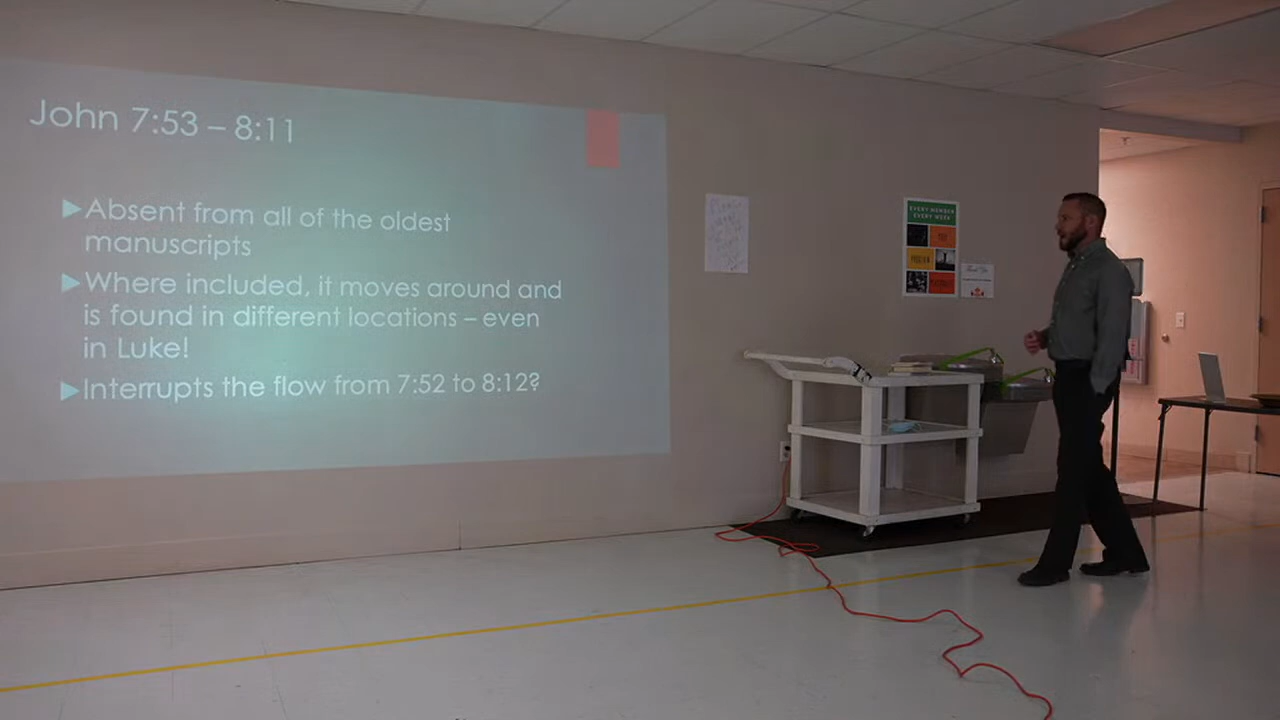 John 7:53 – 8:11
Absent from all of the oldest
manuscripts
Where included, it moves around and
is found in different locations – even
in Luke!
Interrupts the flow from 7:52 to 8:12?
EVERY MEMBER
EVERY WEEK